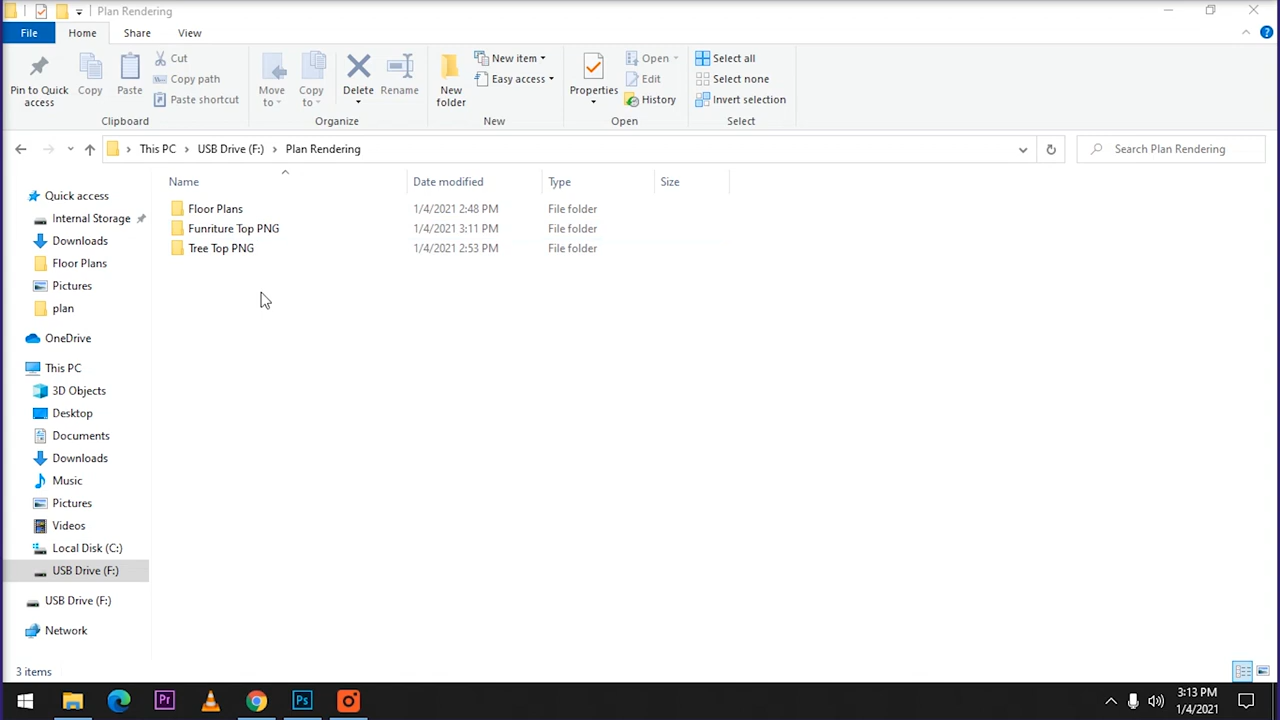 Plan Rendering
File Home Share View
Pin to Quick access
Copy
Paste
Cut
Copy path
Paste shortcut
Clipboard
Move to
Copy to
Delete
Rename
Organize
New folder
New item
Easy access
New
Properties
Open
Edit
History
Open
Select all
Select none
Invert selection
Select
This PC USB Drive (F:) Plan Rendering
Search Plan Rendering
Name Date modified Type Size
Floor Plans 1/4/2021 2:48 PM File folder
Funriture Top PNG 1/4/2021 3:11 PM File folder
Tree Top PNG 1/4/2021 2:53 PM File folder
Quick access
Internal Storage
Downloads
Floor Plans
Pictures
plan
OneDrive
This PC
3D Objects
Desktop
Documents
Downloads
Music
Pictures
Videos
Local Disk (C:)
USB Drive (F:)
USB Drive (F:)
Network
3 items
Pr
Ps
3:13 PM
1/4/2021